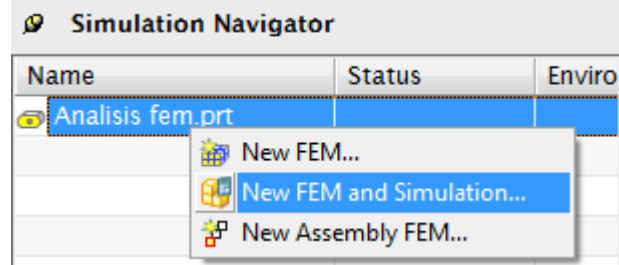 Simulation Navigator
Name Status Enviro
Analisis fem.prt
New FEM...
New FEM and Simulation...
New Assembly FEM...